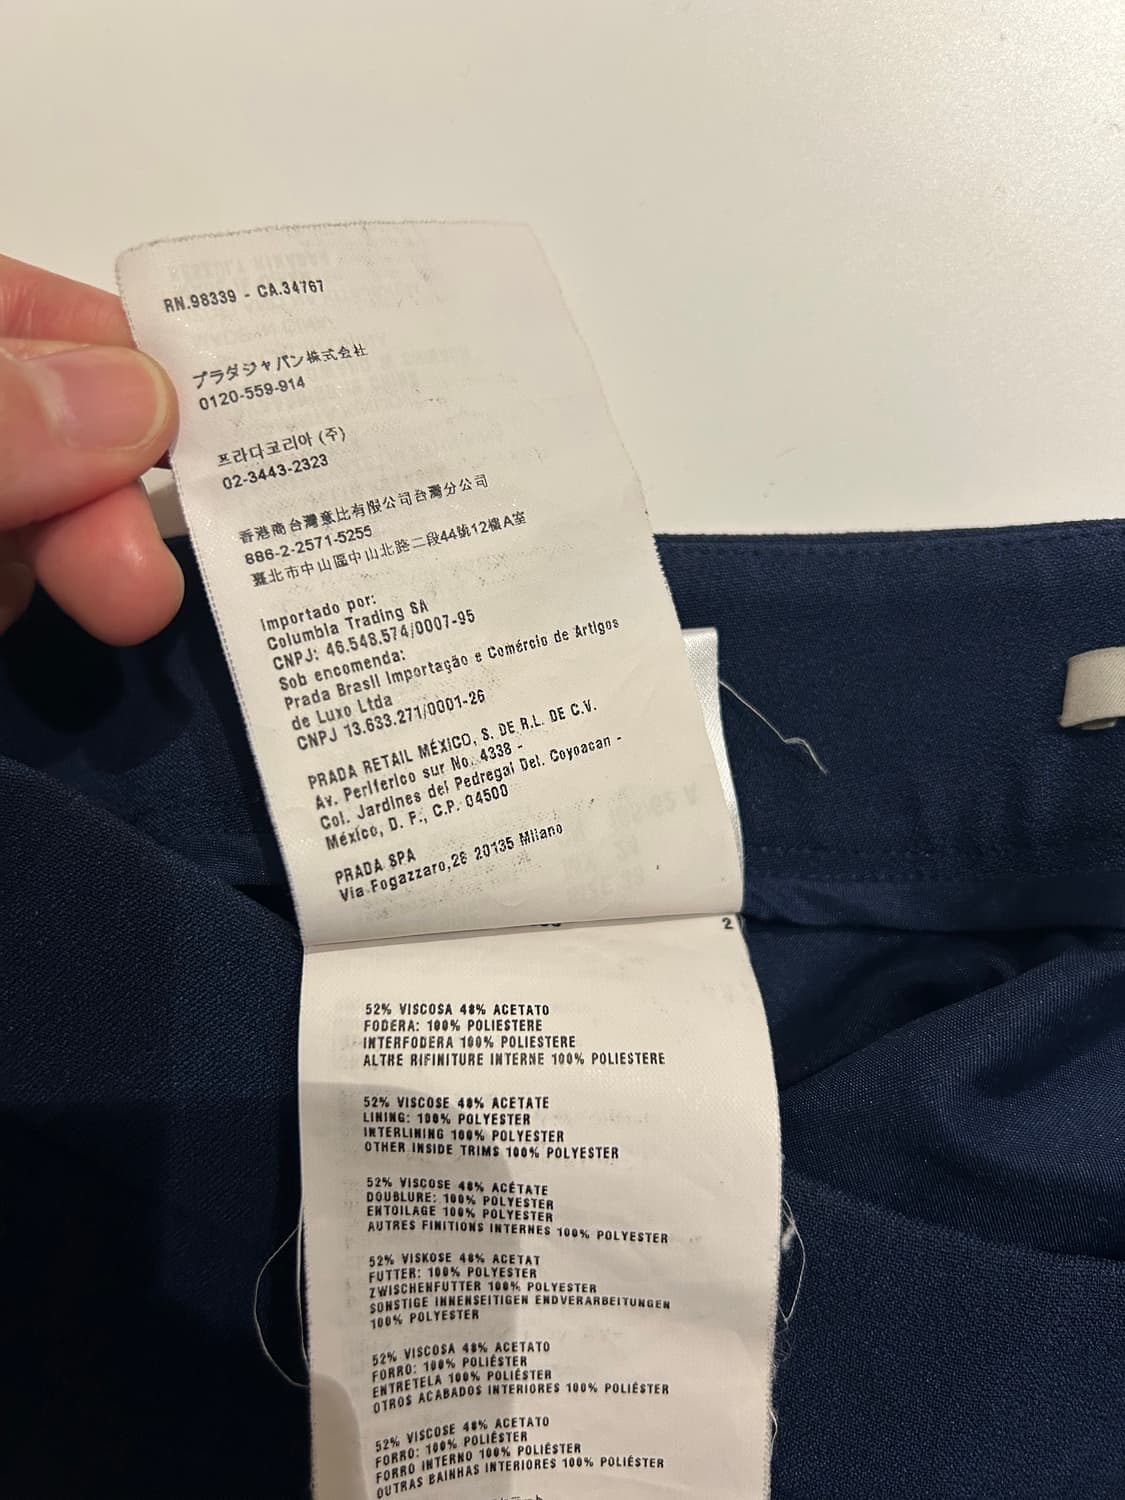 RN.98339 - CA.34767
プラダジャパン株式会社
0120-559-914
프라다코리아 (주)
02-3443-2323
香港商台灣意比有限公司台灣分公司
886-2-2571-5255
臺北市中山區中山北路二段44號12樓A室
Importado por:
Columbia Trading SA
CNPJ: 46.548.574/0007-95
Sob encomenda:
Prada Brasil Importação e Comércio de Artigos
de Luxo Ltda
CNPJ 13.633.271/0001-26
PRADA RETAIL MÉXICO, S. DE R.L. DE C.V.
Av. Periferico sur No. 4338 -
Col. Jardines del Pedregal Del. Coyoacan -
México, D. F., C.P. 04500
PRADA SPA
Via Fogazzaro,28 20135 Milano
2
52% VISCOSA 48% ACETATO
FODERA: 100% POLIESTERE
INTERFODERA 100% POLIESTERE
ALTRE RIFINITURE INTERNE 100% POLIESTERE
52% VISCOSE 48% ACETATE
LINING: 100% POLYESTER
INTERLINING 100% POLYESTER
OTHER INSIDE TRIMS 100% POLYESTER
52% VISCOSE 48% ACÉTATE
DOUBLURE: 100% POLYESTER
ENTOILAGE 100% POLYESTER
AUTRES FINITIONS INTERNES 100% POLYESTER
52% VISKOSE 48% ACETAT
FUTTER: 100% POLYESTER
ZWISCHENFUTTER 100% POLYESTER
SONSTIGE INNENSEITIGEN ENDVERARBEITUNGEN
100% POLYESTER
52% VISCOSA 48% ACETATO
FORRO: 100% POLIÉSTER
ENTRETELA 100% POLIÉSTER
OTROS ACABADOS INTERIORES 100% POLIÉSTER
52% VISCOSE 48% ACETATO
FORRO: 100% POLIÉSTER
FORRO INTERNO 100% POLIÉSTER
OUTRAS BAINHAS INTERIORES 100% POLIÉSTER